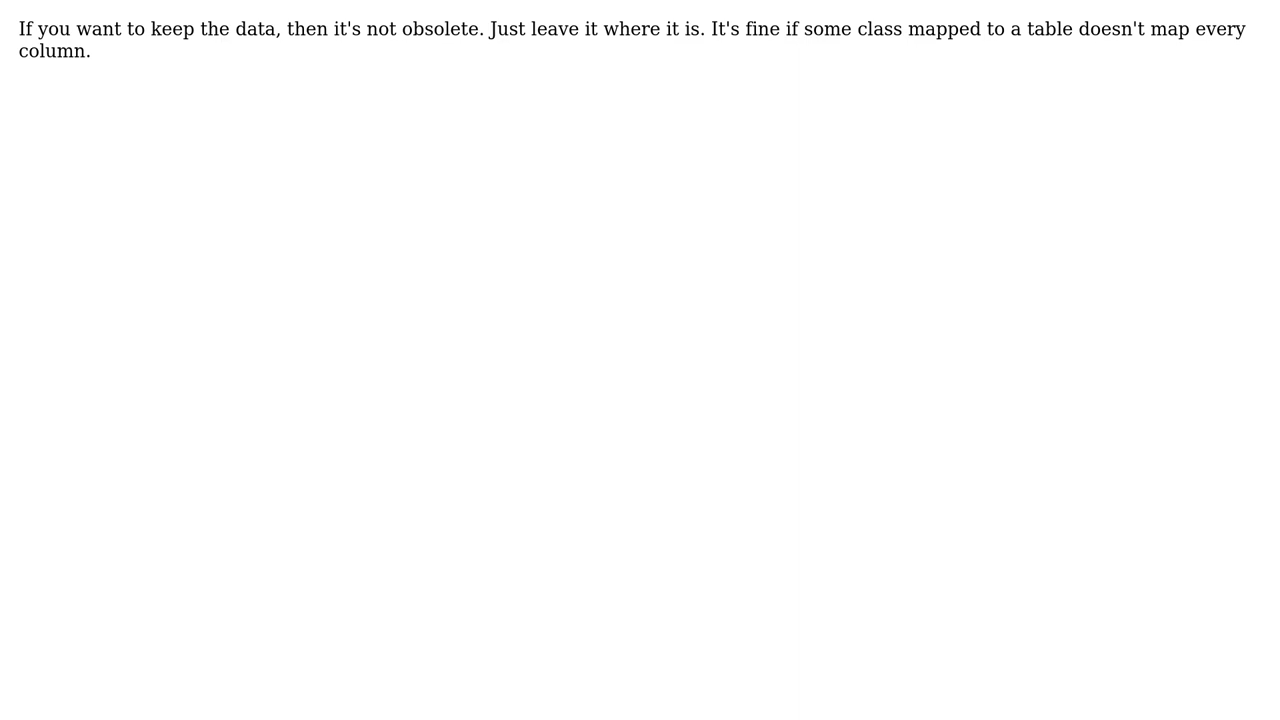 If you want to keep the data, then it's not obsolete. Just leave it where it is. It's fine if some class mapped to a table doesn't map every
column.